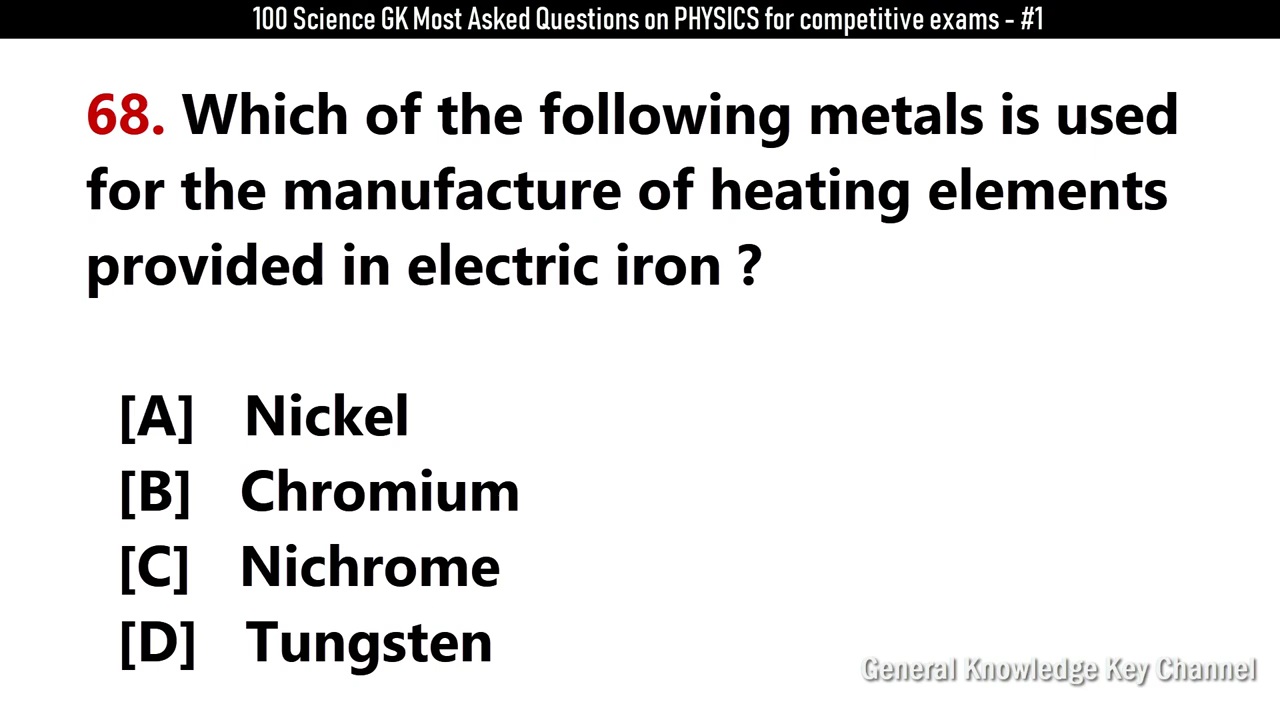 100 Science GK Most Asked Questions on PHYSICS for competitive exams - #1
68. Which of the following metals is used
for the manufacture of heating elements
provided in electric iron ?
[A] Nickel
[B] Chromium
[C] Nichrome
[D] Tungsten
General Knowledge Key Channel